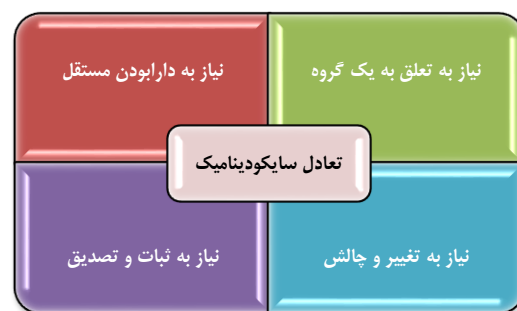 نیاز به تعلق به یک گروه
نیاز به دارابودن مستقل
تعادل سایکودینامیک
نیاز به تغییر و چالش
نیاز به ثبات و تصدیق